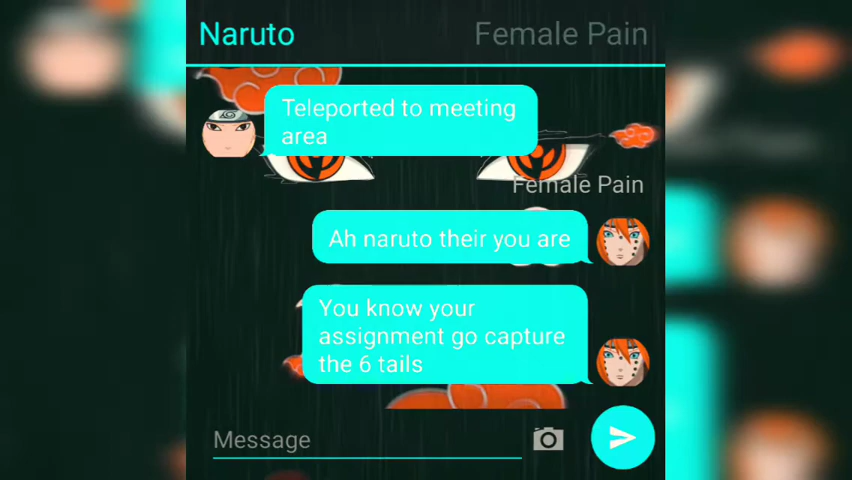 Naruto Female Pain
Teleported to meeting
area
Female Pain
Ah naruto their you are
You know your
assignment go capture
the 6 tails
Message